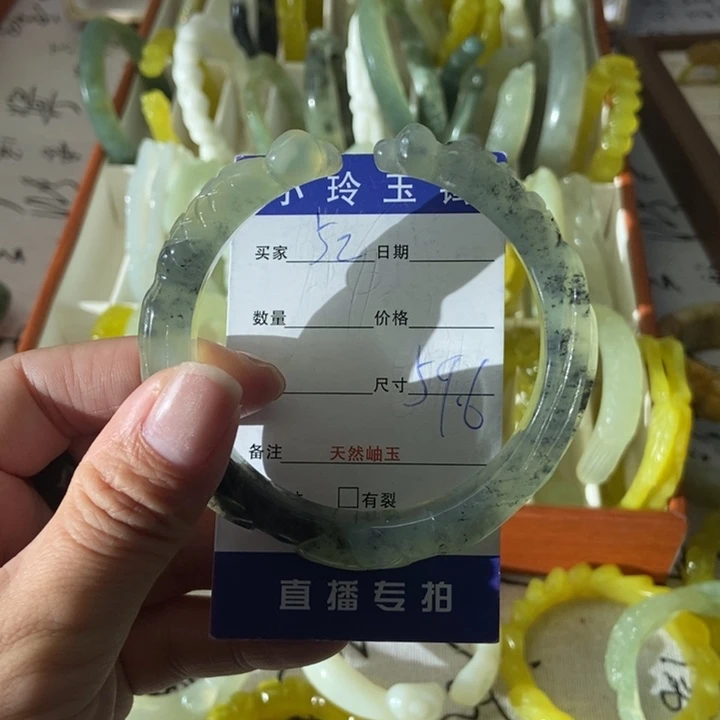 小玲玉
买家 52 日期
数量 价格
尺寸 59.6
备注 天然岫玉
□有裂
直播专拍